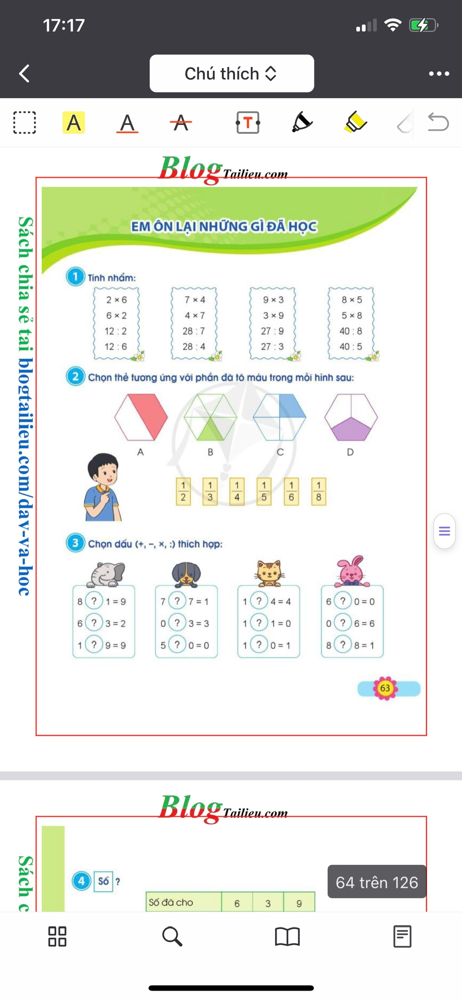 17:17
Chú thích
A A A T
Blog Tailieu.com
Sách chia sẻ tại blogtailieu.com/day-va-hoc
EM ÔN LẠI NHỮNG GÌ ĐÃ HỌC
1 Tính nhẩm:
2 × 6 7 × 4 9 × 3 8 × 5
6 × 2 4 × 7 3 × 9 5 × 8
12 : 2 28 : 7 27 : 9 40 : 8
12 : 6 28 : 4 27 : 3 40 : 5
2 Chọn thẻ tương ứng với phần đã tô màu trong mỗi hình sau:
A B C D
1/2 1/3 1/4 1/5 1/6 1/8
3 Chọn dấu (+, −, ×, :) thích hợp:
8 ? 1 = 9 7 ? 7 = 1 1 ? 4 = 4 6 ? 0 = 0
6 ? 3 = 2 0 ? 3 = 3 1 ? 1 = 0 0 ? 6 = 6
1 ? 9 = 9 5 ? 0 = 0 1 ? 0 = 1 8 ? 8 = 1
63
Blog Tailieu.com
Sách c
4 Số ?
64 trên 126
Số đã cho 6 3 9